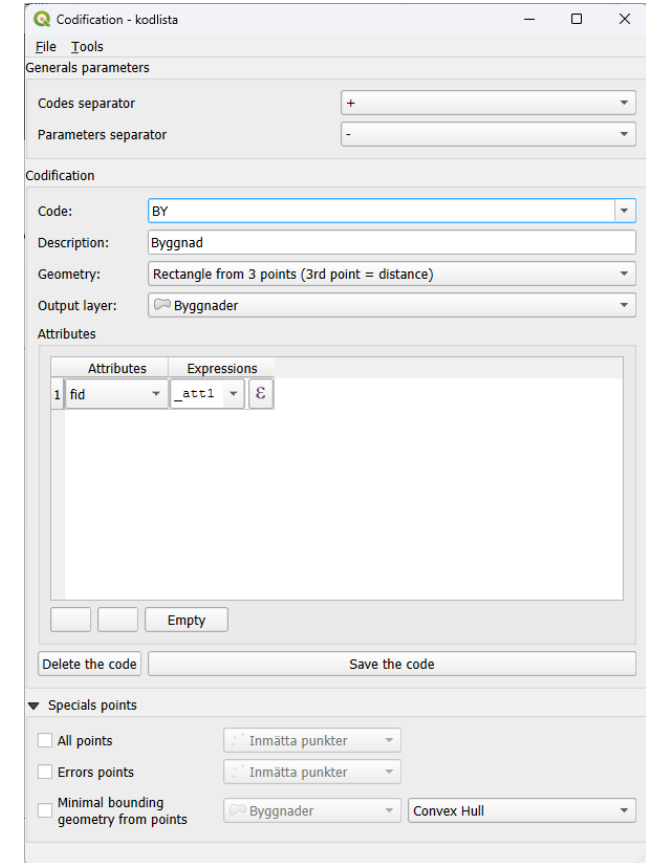 Codification - kodlista
File Tools
Generals parameters
Codes separator +
Parameters separator -
Codification
Code: BY
Description: Byggnad
Geometry: Rectangle from 3 points (3rd point = distance)
Output layer: Byggnader
Attributes
Attributes Expressions
1 fid _att1 ε
Empty
Delete the code Save the code
Specials points
All points Inmätta punkter
Errors points Inmätta punkter
Minimal bounding
geometry from points Byggnader Convex Hull